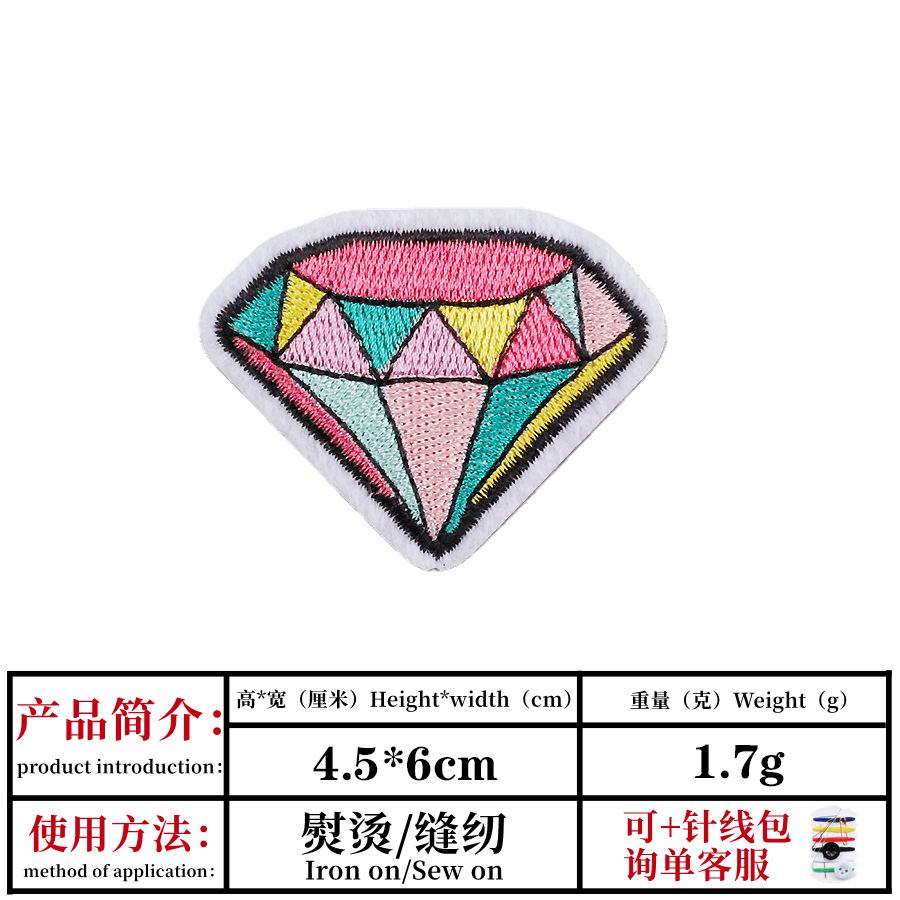 产品简介：
product introduction：
高*宽（厘米）Height*width（cm）
重量（克）Weight（g）
4.5*6cm
1.7g
使用方法：
method of application：
熨烫/缝纫
Iron on/Sew on
可+针线包
询单客服